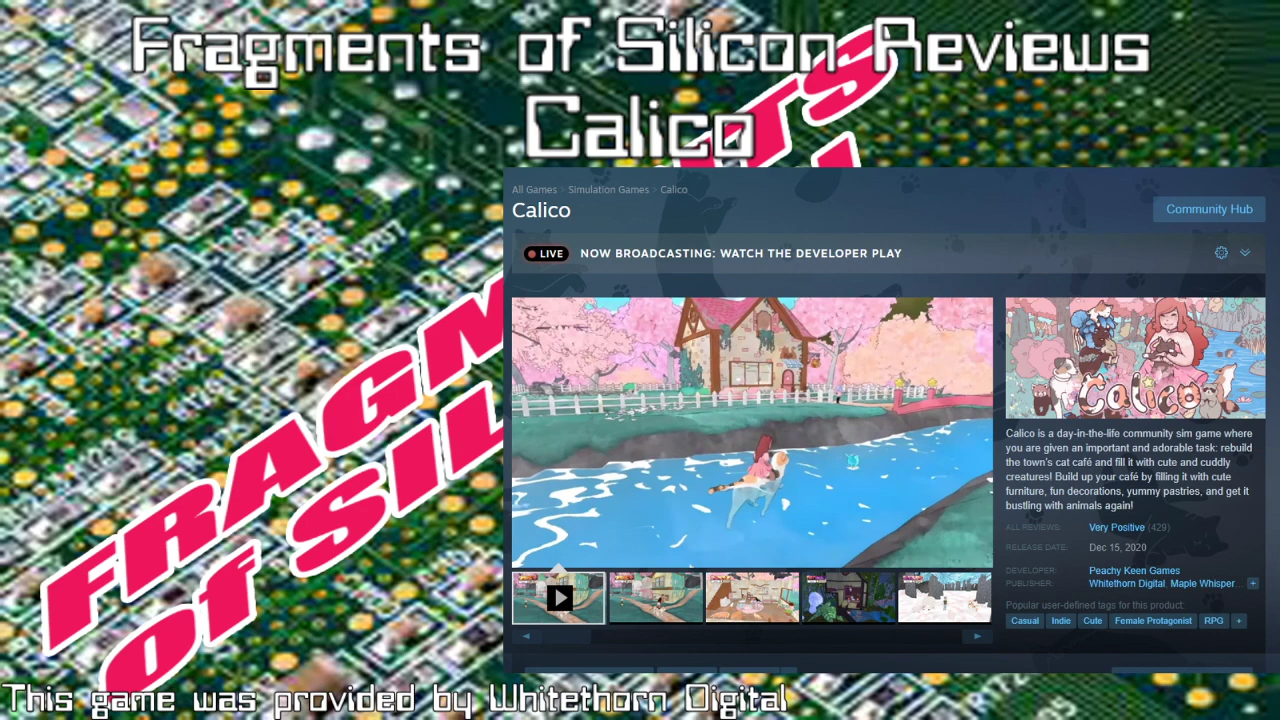 Fragments of Silicon Reviews
Calico
FRAGM
OF SIL
TS
All Games > Simulation Games > Calico
Calico
Community Hub
LIVE NOW BROADCASTING: WATCH THE DEVELOPER PLAY
Calico
Calico is a day-in-the-life community sim game where
you are given an important and adorable task: rebuild
the town's cat café and fill it with cute and cuddly
creatures! Build up your café by filling it with cute
furniture, fun decorations, yummy pastries, and get it
bustling with animals again!
ALL REVIEWS: Very Positive (429)
RELEASE DATE: Dec 15, 2020
DEVELOPER: Peachy Keen Games
PUBLISHER: Whitethorn Digital, Maple Whisper +
Popular user-defined tags for this product:
Casual Indie Cute Female Protagonist RPG +
This game was provided by Whitethorn Digital